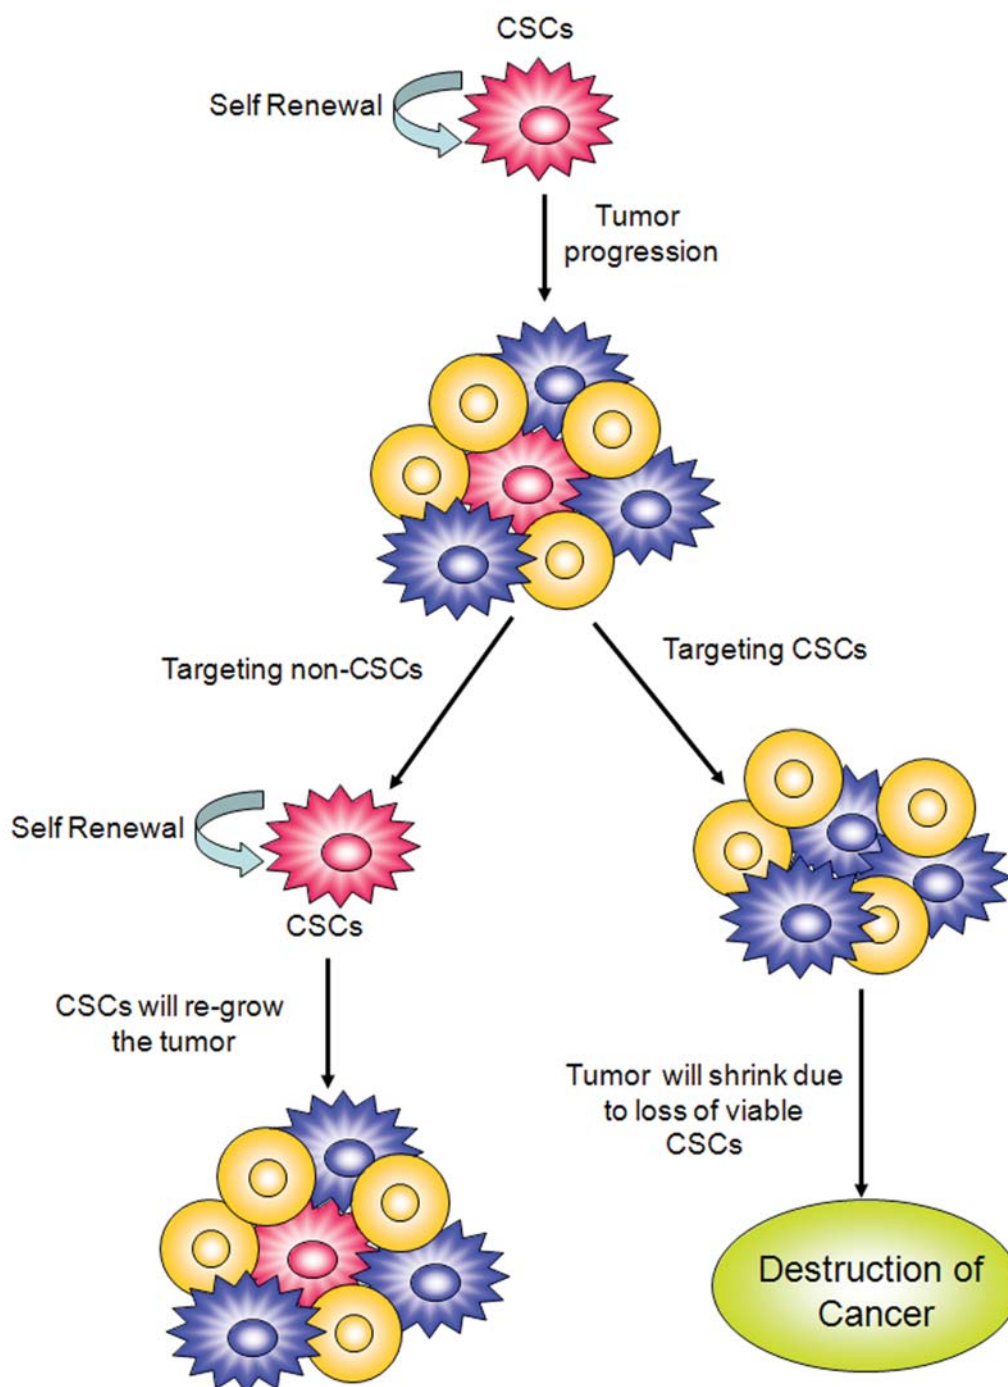 CSCs
Self Renewal
Tumor
progression
Targeting non-CSCs
Targeting CSCs
Self Renewal
CSCs
CSCs will re-grow
the tumor
Tumor will shrink due
to loss of viable
CSCs
Destruction of
Cancer